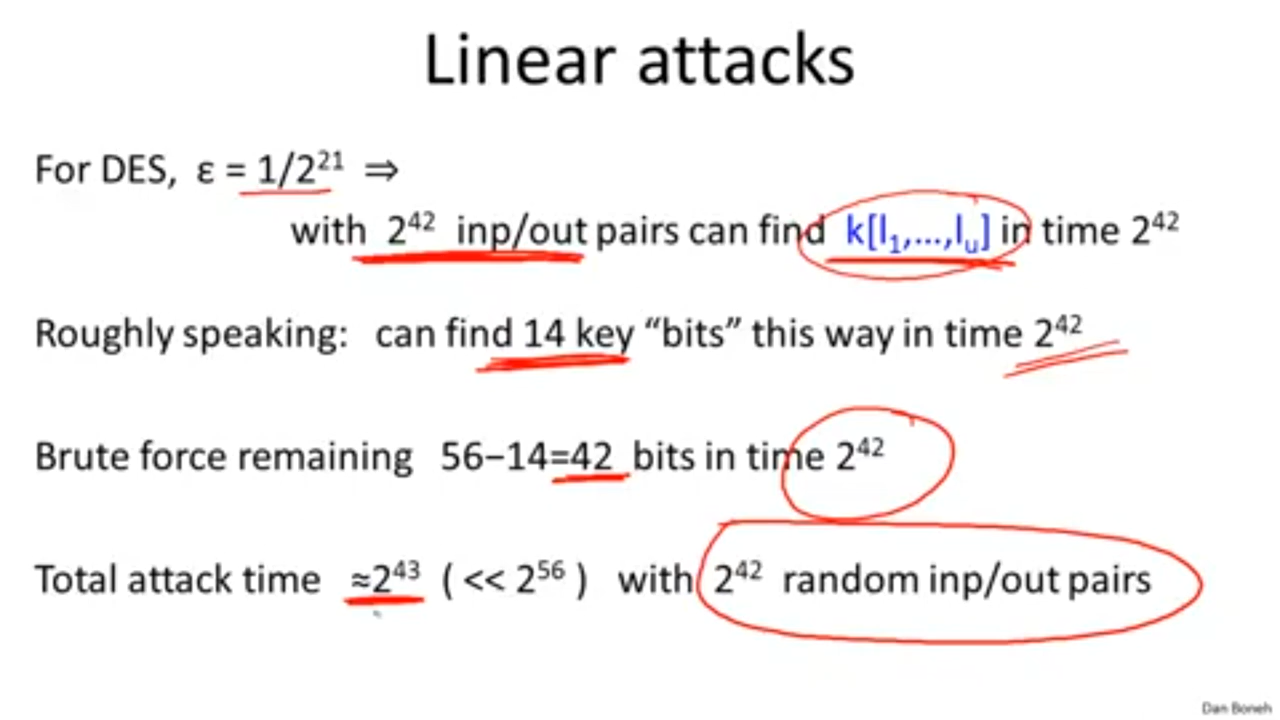 Linear attacks
For DES, ε = 1/2²¹ ⇒
with 2⁴² inp/out pairs can find k[l₁,...,lᵤ] in time 2⁴²
Roughly speaking: can find 14 key “bits” this way in time 2⁴²
Brute force remaining 56−14=42 bits in time 2⁴²
Total attack time ≈2⁴³ ( << 2⁵⁶ ) with 2⁴² random inp/out pairs
Dan Boneh